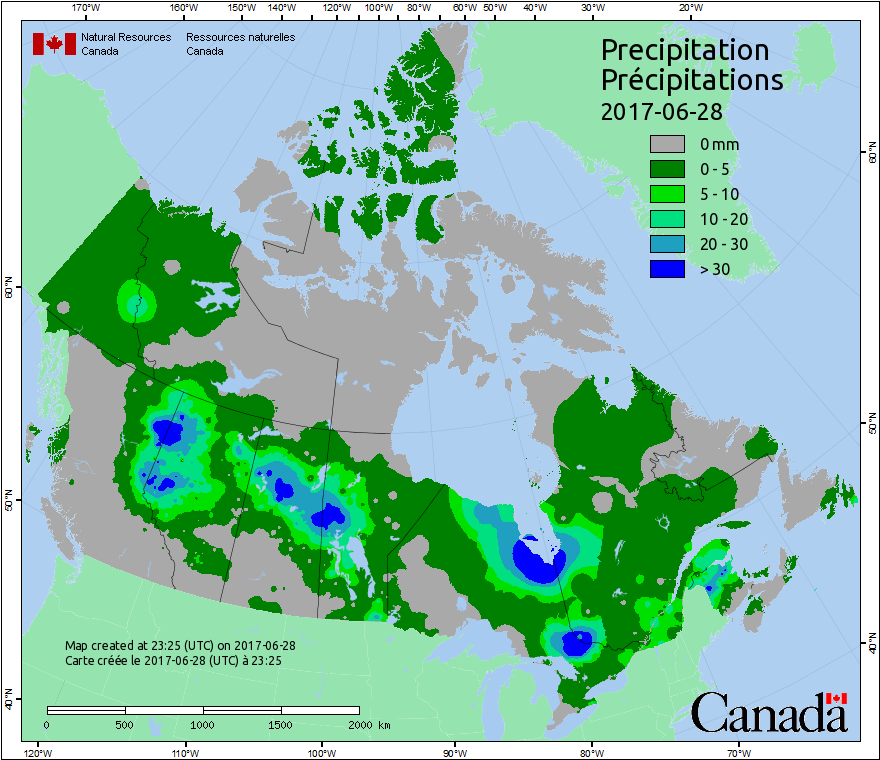 170°W 160°W 150°W 140°W 130°W 120°W 110°W 100°W 90°W 80°W 70°W 60°W 50°W 40°W 30°W 20°W
Natural Resources Canada
Ressources naturelles Canada
Precipitation
Précipitations
2017-06-28
0 mm
0 - 5
5 - 10
10 - 20
20 - 30
> 30
60°N
60°N
50°N
50°N
40°N
40°N
Map created at 23:25 (UTC) on 2017-06-28
Carte créée le 2017-06-28 (UTC) à 23:25
0 500 1000 1500 2000 km
Canada
120°W 110°W 100°W 90°W 80°W 70°W